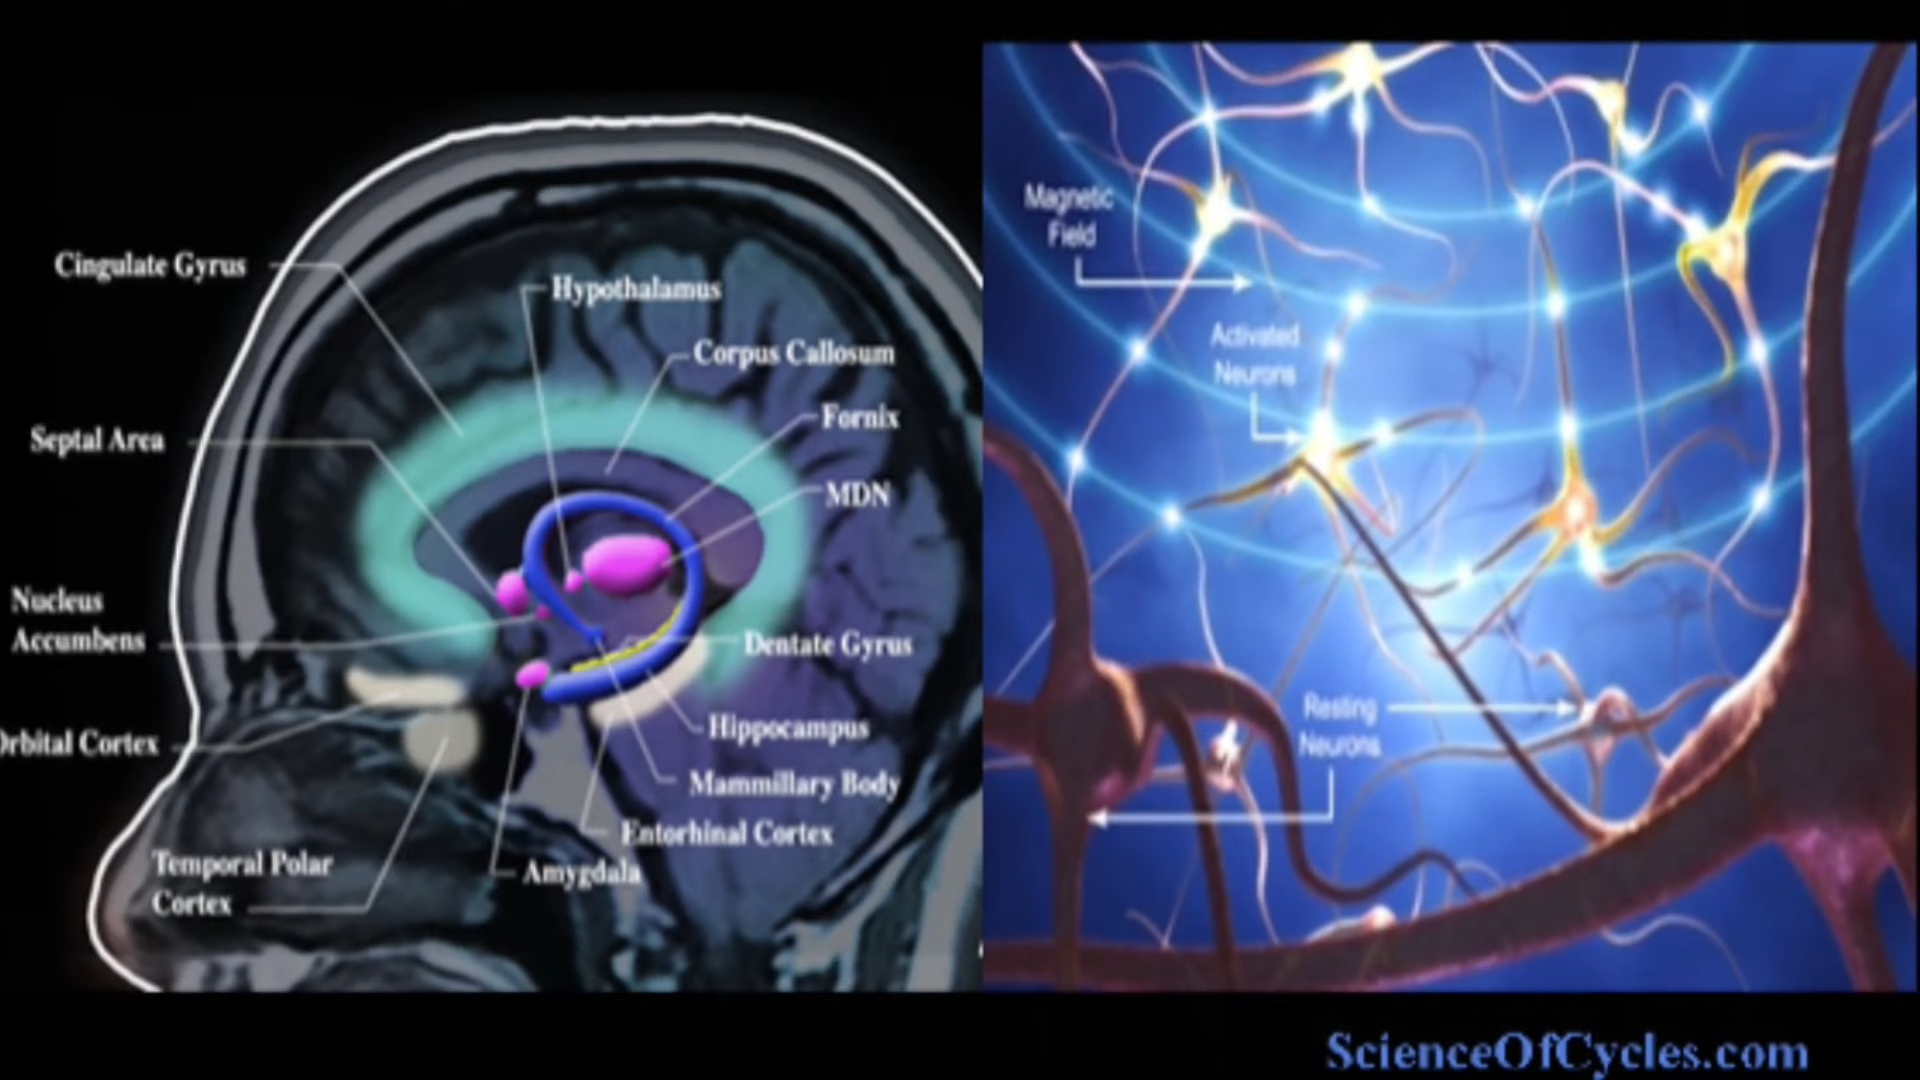 Cingulate Gyrus
Hypothalamus
Corpus Callosum
Fornix
Septal Area
MDN
Nucleus
Accumbens
Dentate Gyrus
Orbital Cortex
Hippocampus
Mammillary Body
Entorhinal Cortex
Temporal Polar
Cortex
Amygdala
Magnetic
Field
Activated
Neurons
Resting
Neurons
ScienceOfCycles.com